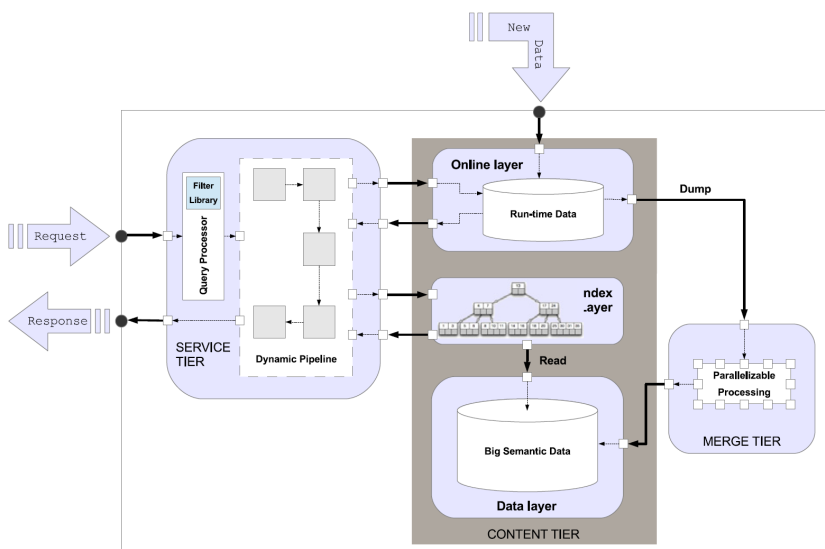 New
Data
Online layer
Run-time Data
Dump
Filter
Library
Query Processor
Request
Response
SERVICE
TIER
Dynamic Pipeline
ndex
.ayer
Read
Parallelizable
Processing
MERGE TIER
Big Semantic Data
Data layer
CONTENT TIER